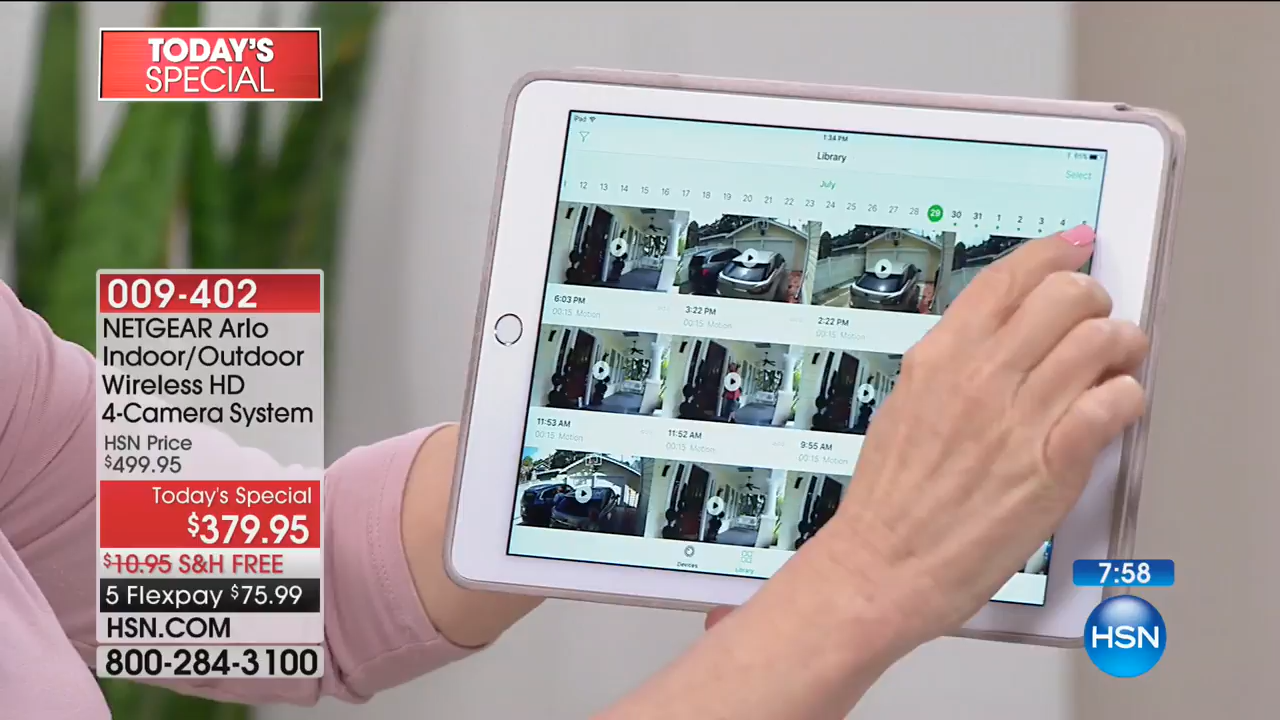 TODAY'S
SPECIAL
009-402
NETGEAR Arlo
Indoor/Outdoor
Wireless HD
4-Camera System
HSN Price
$499.95
Today's Special
$379.95
$10.95 S&H FREE
5 Flexpay $75.99
HSN.COM
800-284-3100
iPad
1:34 PM
Library
Select
July
12 13 14 15 16 17 18 19 20 21 22 23 24 25 26 27 28 29 30 31 1 2 3 4
6:03 PM 3:22 PM 2:22 PM
00:15 Motion 00:15 Motion 00:15 Motion
11:53 AM 11:52 AM 9:55 AM
00:15 Motion 00:15 Motion 00:15 Motion
Devices Library
7:58
HSN